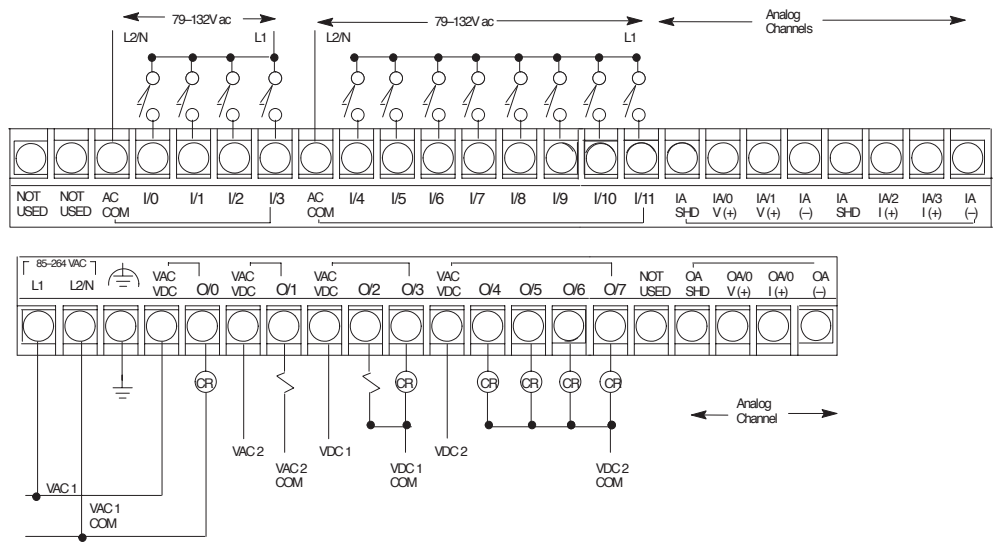 79–132V ac
79–132V ac
Analog
Channels
L2/N
L1
L2/N
L1
NOT
USED
NOT
USED
AC
COM
I/0
I/1
I/2
I/3
AC
COM
I/4
I/5
I/6
I/7
I/8
I/9
I/10
I/11
IA
SHD
IA/0
V (+)
IA/1
V (+)
IA
(–)
IA
SHD
IA/2
I (+)
IA/3
I (+)
IA
(–)
85–264 VAC
L1
L2/N
VAC
VDC
O/0
VAC
VDC
O/1
VAC
VDC
O/2
O/3
VAC
VDC
O/4
O/5
O/6
O/7
NOT
USED
OA
SHD
OA/0
V (+)
OA/0
I (+)
OA
(–)
CR
CR
CR
CR
CR
CR
Analog
Channel
VAC 2
VAC 2
COM
VDC 1
VDC 1
COM
VDC 2
VDC 2
COM
VAC 1
VAC 1
COM